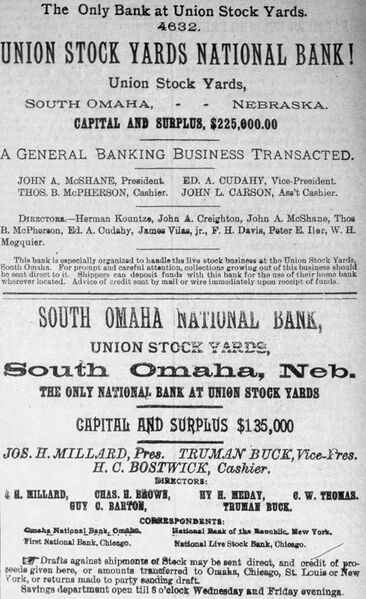 The Only Bank at Union Stock Yards.
4632.
UNION STOCK YARDS NATIONAL BANK!
Union Stock Yards,
SOUTH OMAHA, - - NEBRASKA.
CAPITAL AND SURPLUS, $225,000.00
A GENERAL BANKING BUSINESS TRANSACTED.
JOHN A. McSHANE, President. ED. A. CUDAHY, Vice-President.
THOS. B. McPHERSON, Cashier. JOHN L. CARSON, Ass't Cashier.
DIRECTORS.—Herman Kountze, John A. Creighton, John A. McShane, Thos
B. McPherson, Ed. A. Cudahy, James Vilas, jr., F. H. Davis, Peter E. Iler, W. H.
Megquier.
This bank is especially organized to handle the live stock business at the Union Stock Yards,
South Omaha. For prompt and careful attention, collections growing out of this business should
be sent direct to it. Shippers can deposit funds with this bank for the use of their home bank
wherever located. Advice of credit sent by mail or wire immediately upon receipt of funds.
SOUTH OMAHA NATIONAL BANK,
UNION STOCK YARDS,
South Omaha, Neb.
THE ONLY NATIONAL BANK AT UNION STOCK YARDS
CAPITAL AND SURPLUS $135,000
JOS. H. MILLARD, Pres. TRUMAN BUCK, Vice-Pres.
H. C. BOSTWICK, Cashier.
DIRECTORS:
H. MILLARD, CHAS. H. BROWN, HY H. MEDAY, C. W. THOMAS.
GUY C. BARTON, TRUMAN BUCK.
CORRESPONDENTS:
Omaha National Bank, Omaha. National Bank of the Republic, New York.
First National Bank, Chicago. National Live Stock Bank, Chicago.
Drafts against shipments of Stock may be sent direct, and credit of pro-
ceeds given here, or amounts transferred to Omaha, Chicago, St. Louis or New
York, or returns made to party sending draft.
Savings department open till 8 o'clock Wednesday and Friday evenings.